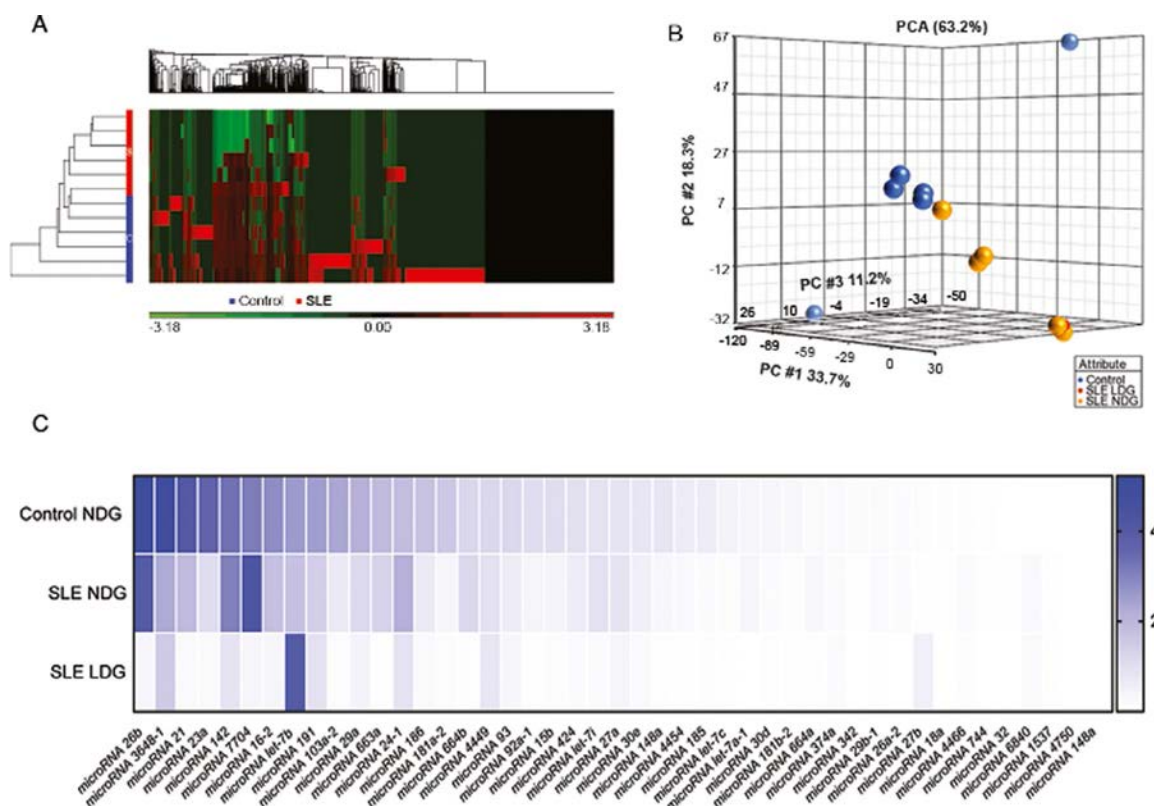 A
Control SLE
-3.18 0.00 3.18
B
PCA (63.2%)
67
47
27
7
-12
-32
PC #2 18.3%
PC #3 11.2%
26 10 -4 -19 -34 -50
-120 -89 -59 -29 0 30
PC #1 33.7%
Attribute
Control
SLE LDG
SLE NDG
C
Control NDG
SLE NDG
SLE LDG
4
2
microRNA 26b
microRNA 3648-1
microRNA 21
microRNA 23a
microRNA 142
microRNA 7704
microRNA 16-2
microRNA let-7b
microRNA 191
microRNA 103a-2
microRNA 29a
microRNA 663a
microRNA 24-1
microRNA 186
microRNA 181a-2
microRNA 664b
microRNA 4449
microRNA 93
microRNA 92a-1
microRNA 15b
microRNA 424
microRNA let-7i
microRNA 27a
microRNA 30e
microRNA 146a
microRNA 4454
microRNA 185
microRNA let-7c
microRNA let-7a-1
microRNA 30d
microRNA 181b-2
microRNA 664a
microRNA 374a
microRNA 342
microRNA 29b-1
microRNA 26a-2
microRNA 27b
microRNA 18a
microRNA 4466
microRNA 744
microRNA 32
microRNA 6840
microRNA 1537
microRNA 4750
microRNA 148a